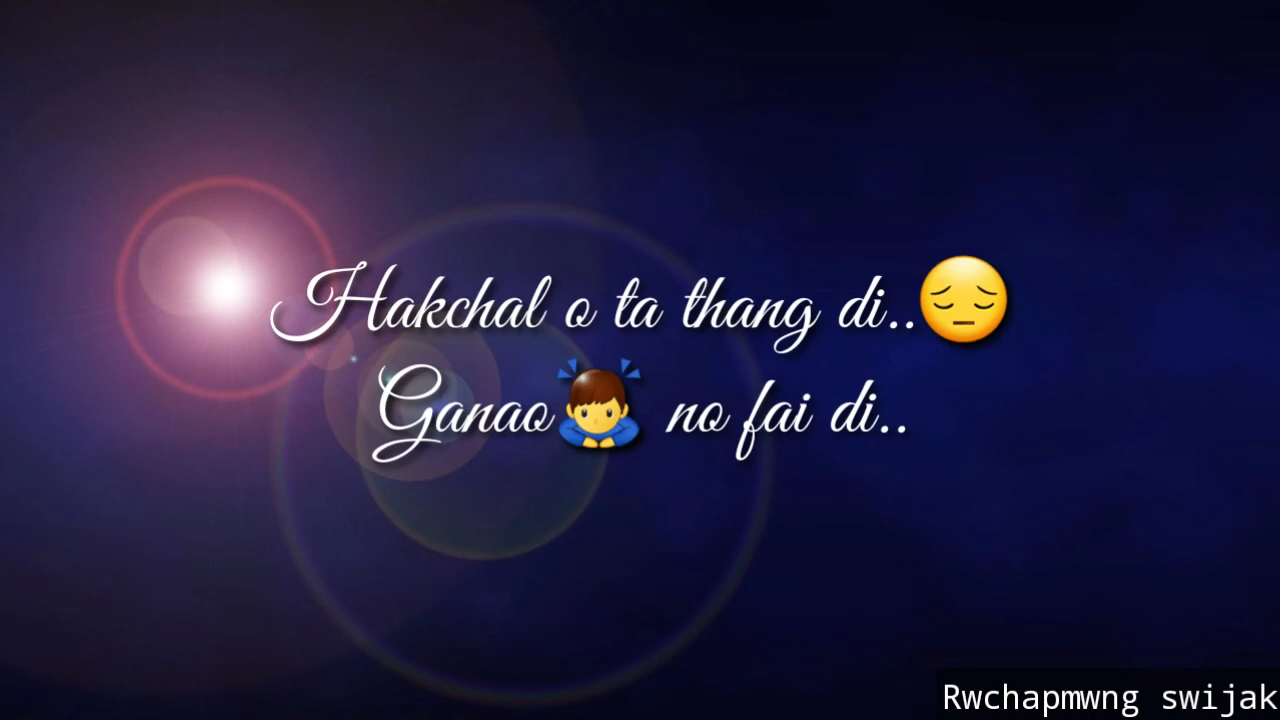 Hakchal o ta thang di..😔
Ganao🙇‍♂️ no fai di..
Rwchapmwng swijak